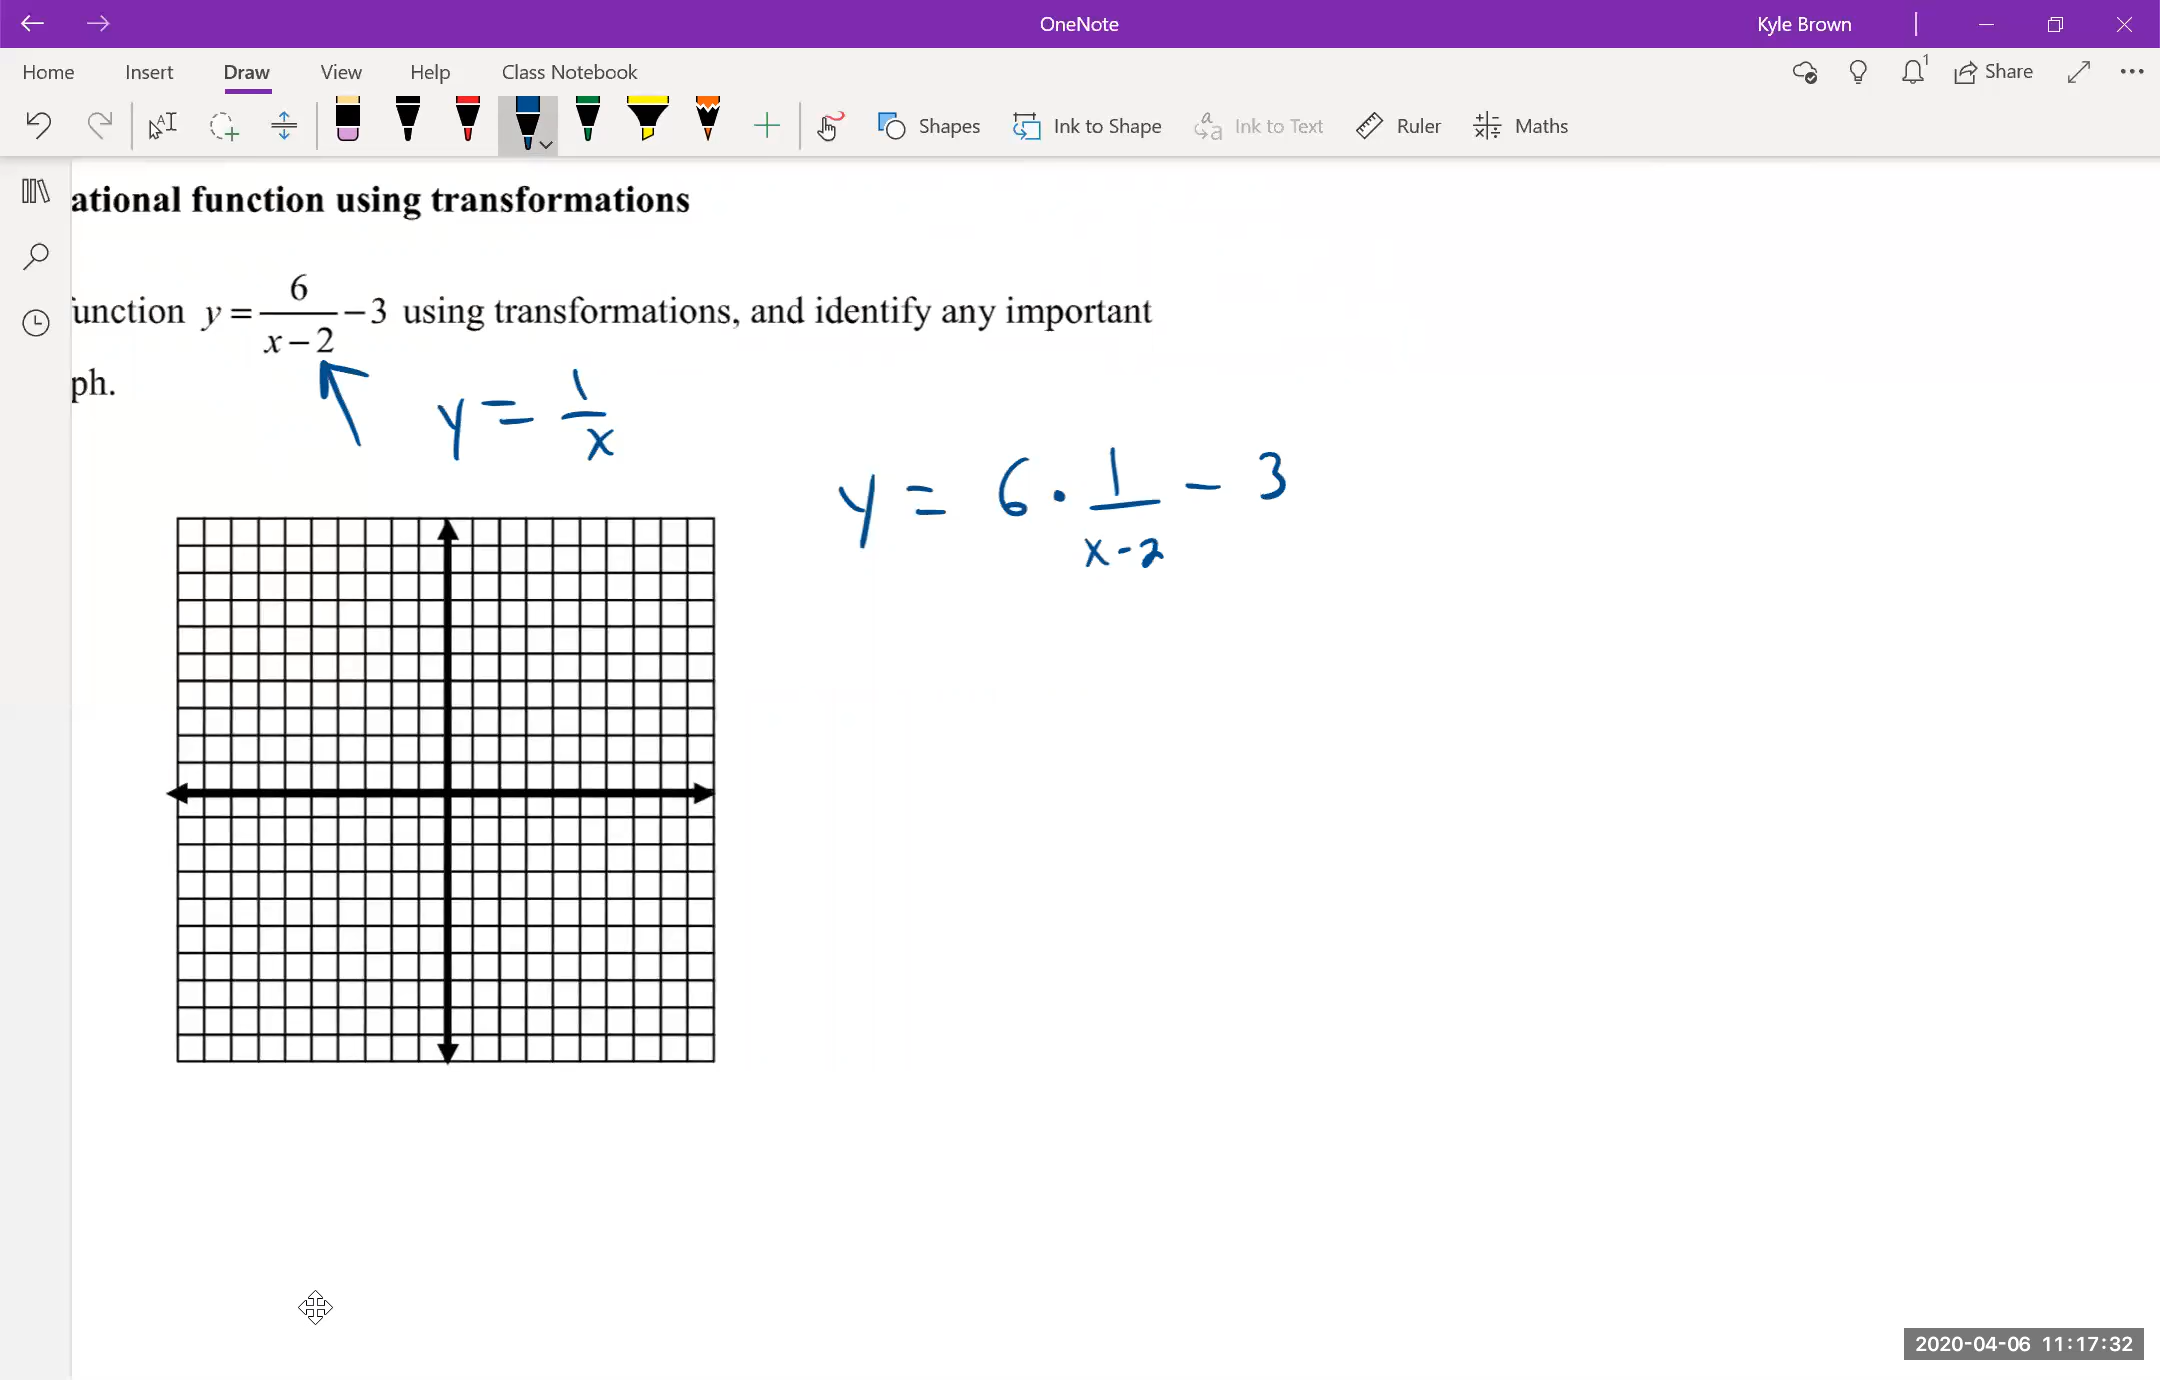 OneNote
Kyle Brown
Home Insert Draw View Help Class Notebook
1
Share
Shapes Ink to Shape Ink to Text Ruler Maths
ational function using transformations
unction y = 6/(x − 2) − 3 using transformations, and identify any important
ph.
y = 1/x
y = 6 · 1/(x-2) - 3
2020-04-06 11:17:32